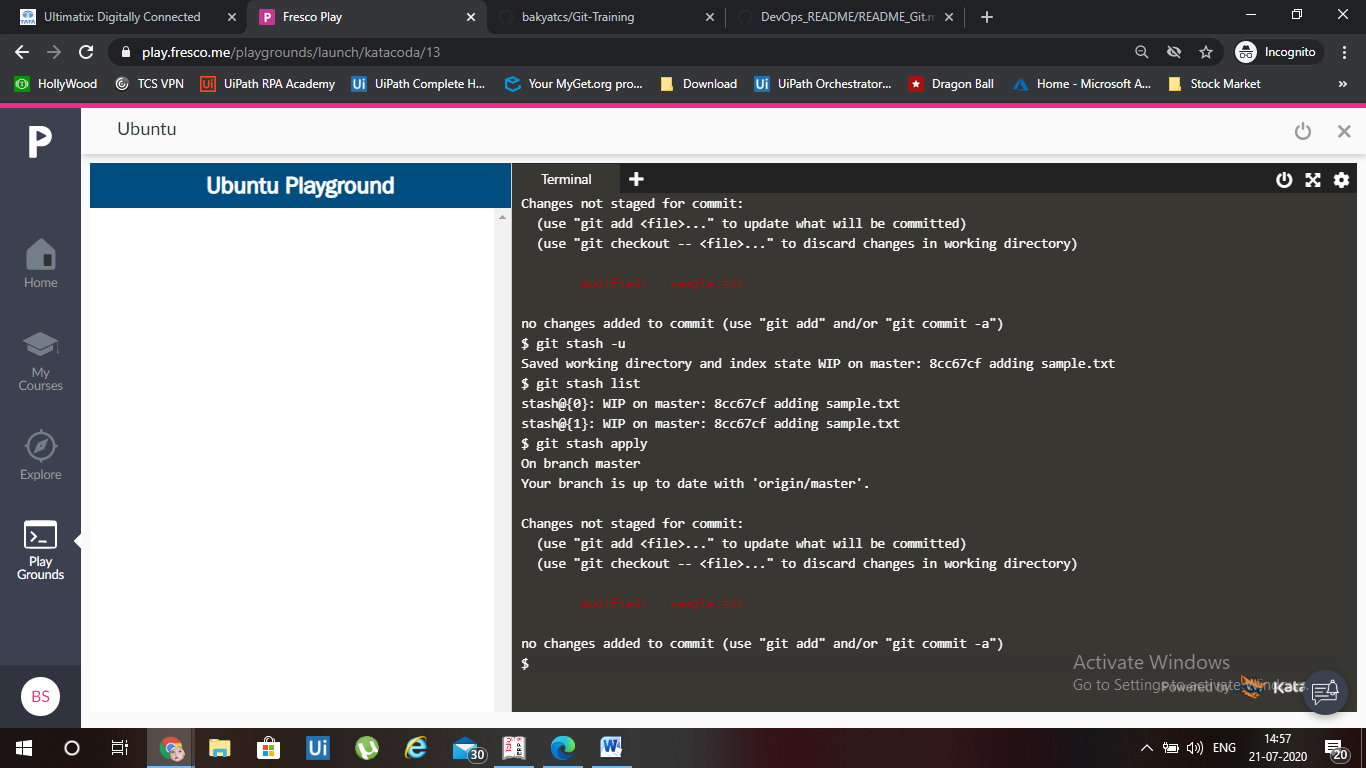 Ultimatix: Digitally Connected
Fresco Play
bakyatcs/Git-Training
DevOps_README/README_Git.m
play.fresco.me/playgrounds/launch/katacoda/13
Incognito
HollyWood
TCS VPN
UiPath RPA Academy
UiPath Complete H...
Your MyGet.org pro...
Download
UiPath Orchestrator...
Dragon Ball
Home - Microsoft A...
Stock Market
»
Ubuntu
Ubuntu Playground
Terminal
Home
My
Courses
Explore
Play
Grounds
BS
Changes not staged for commit:
(use "git add <file>..." to update what will be committed)
(use "git checkout -- <file>..." to discard changes in working directory)
modified: sample.txt
no changes added to commit (use "git add" and/or "git commit -a")
$ git stash -u
Saved working directory and index state WIP on master: 8cc67cf adding sample.txt
$ git stash list
stash@{0}: WIP on master: 8cc67cf adding sample.txt
stash@{1}: WIP on master: 8cc67cf adding sample.txt
$ git stash apply
On branch master
Your branch is up to date with 'origin/master'.
Changes not staged for commit:
(use "git add <file>..." to update what will be committed)
(use "git checkout -- <file>..." to discard changes in working directory)
modified: sample.txt
no changes added to commit (use "git add" and/or "git commit -a")
$
Activate Windows
Go to Settings to activate Windows.
Powered by Kata
30
ENG
14:57
21-07-2020
20